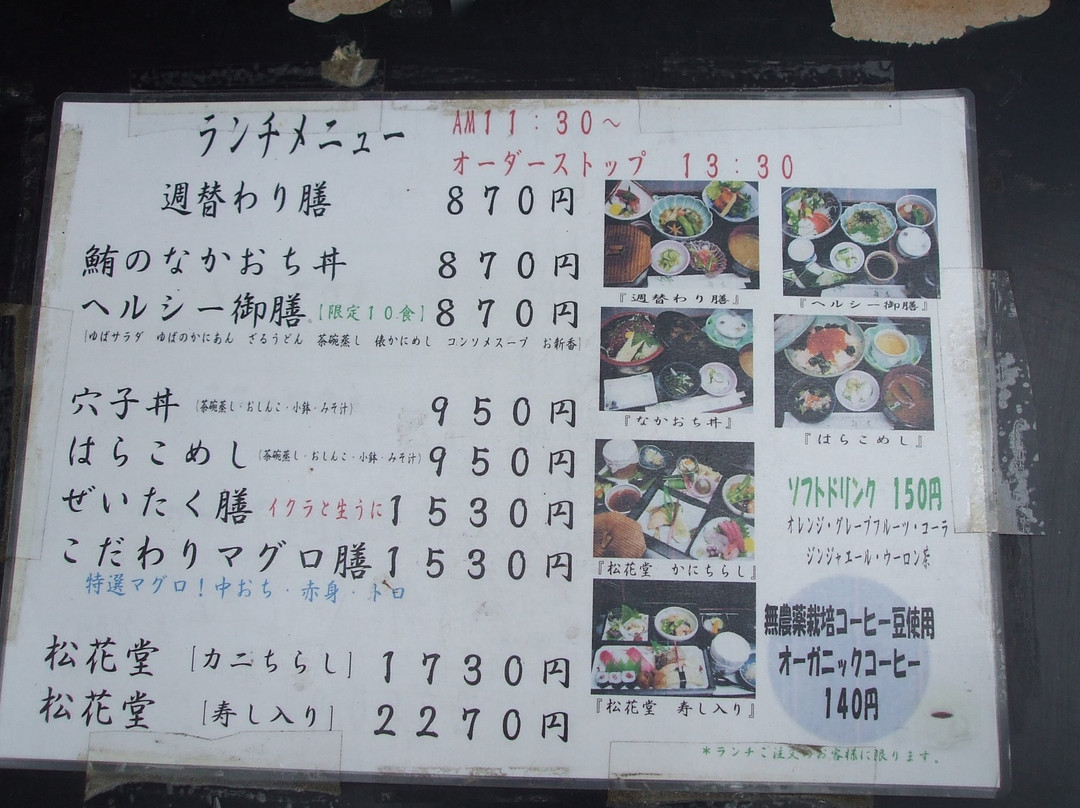 ランチメニュー
AM11:30～
オーダーストップ 13:30
週替わり膳 870円
鮪のなかおち丼 870円
ヘルシー御膳 [限定10食] 870円
[ゆばサラダ ゆばのかにあん ざるうどん 茶碗蒸し 俵かにめし コンソメスープ お新香]
穴子丼 (茶碗蒸し・おしんこ・小鉢・みそ汁) 950円
はらこめし (茶碗蒸し・おしんこ・小鉢・みそ汁) 950円
ぜいたく膳 イクラと生うに 1530円
こだわりマグロ膳 1530円
特選マグロ!中おち・赤身・トロ
松花堂 [カニちらし] 1730円
松花堂 [寿し入り] 2270円
『週替わり膳』
『ヘルシー御膳』
『なかおち丼』
『はらこめし』
『松花堂 かにちらし』
『松花堂 寿し入り』
ソフトドリンク 150円
オレンジ・グレープフルーツ・コーラ
ジンジャエール・ウーロン茶
無農薬栽培コーヒー豆使用
オーガニックコーヒー
140円
*ランチご注文のお客様に限ります。